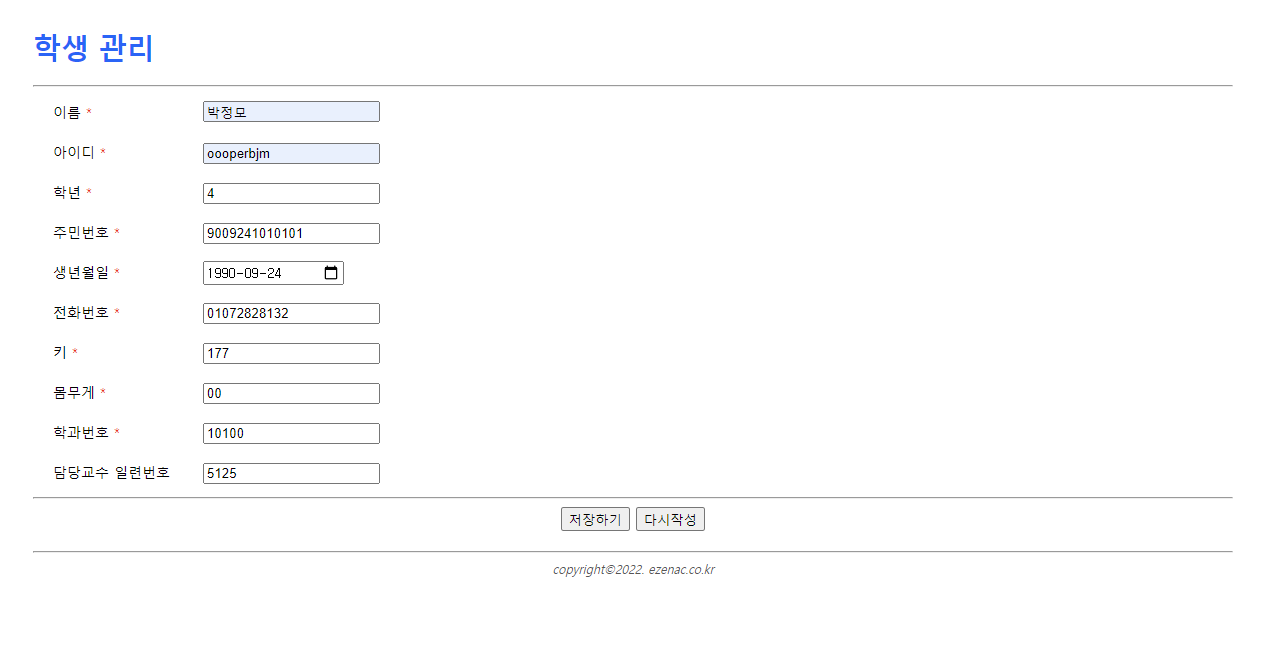 학생 관리
이름 * 박정모
아이디 * oooperbjm
학년 * 4
주민번호 * 9009241010101
생년월일 * 1990-09-24
전화번호 * 01072828132
키 * 177
몸무게 * 00
학과번호 * 10100
담당교수 일련번호 5125
저장하기 다시작성
copyright©2022. ezenac.co.kr